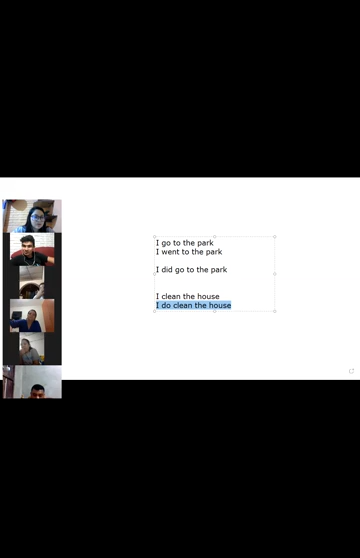 I go to the park
I went to the park
I did go to the park
I clean the house
I do clean the house